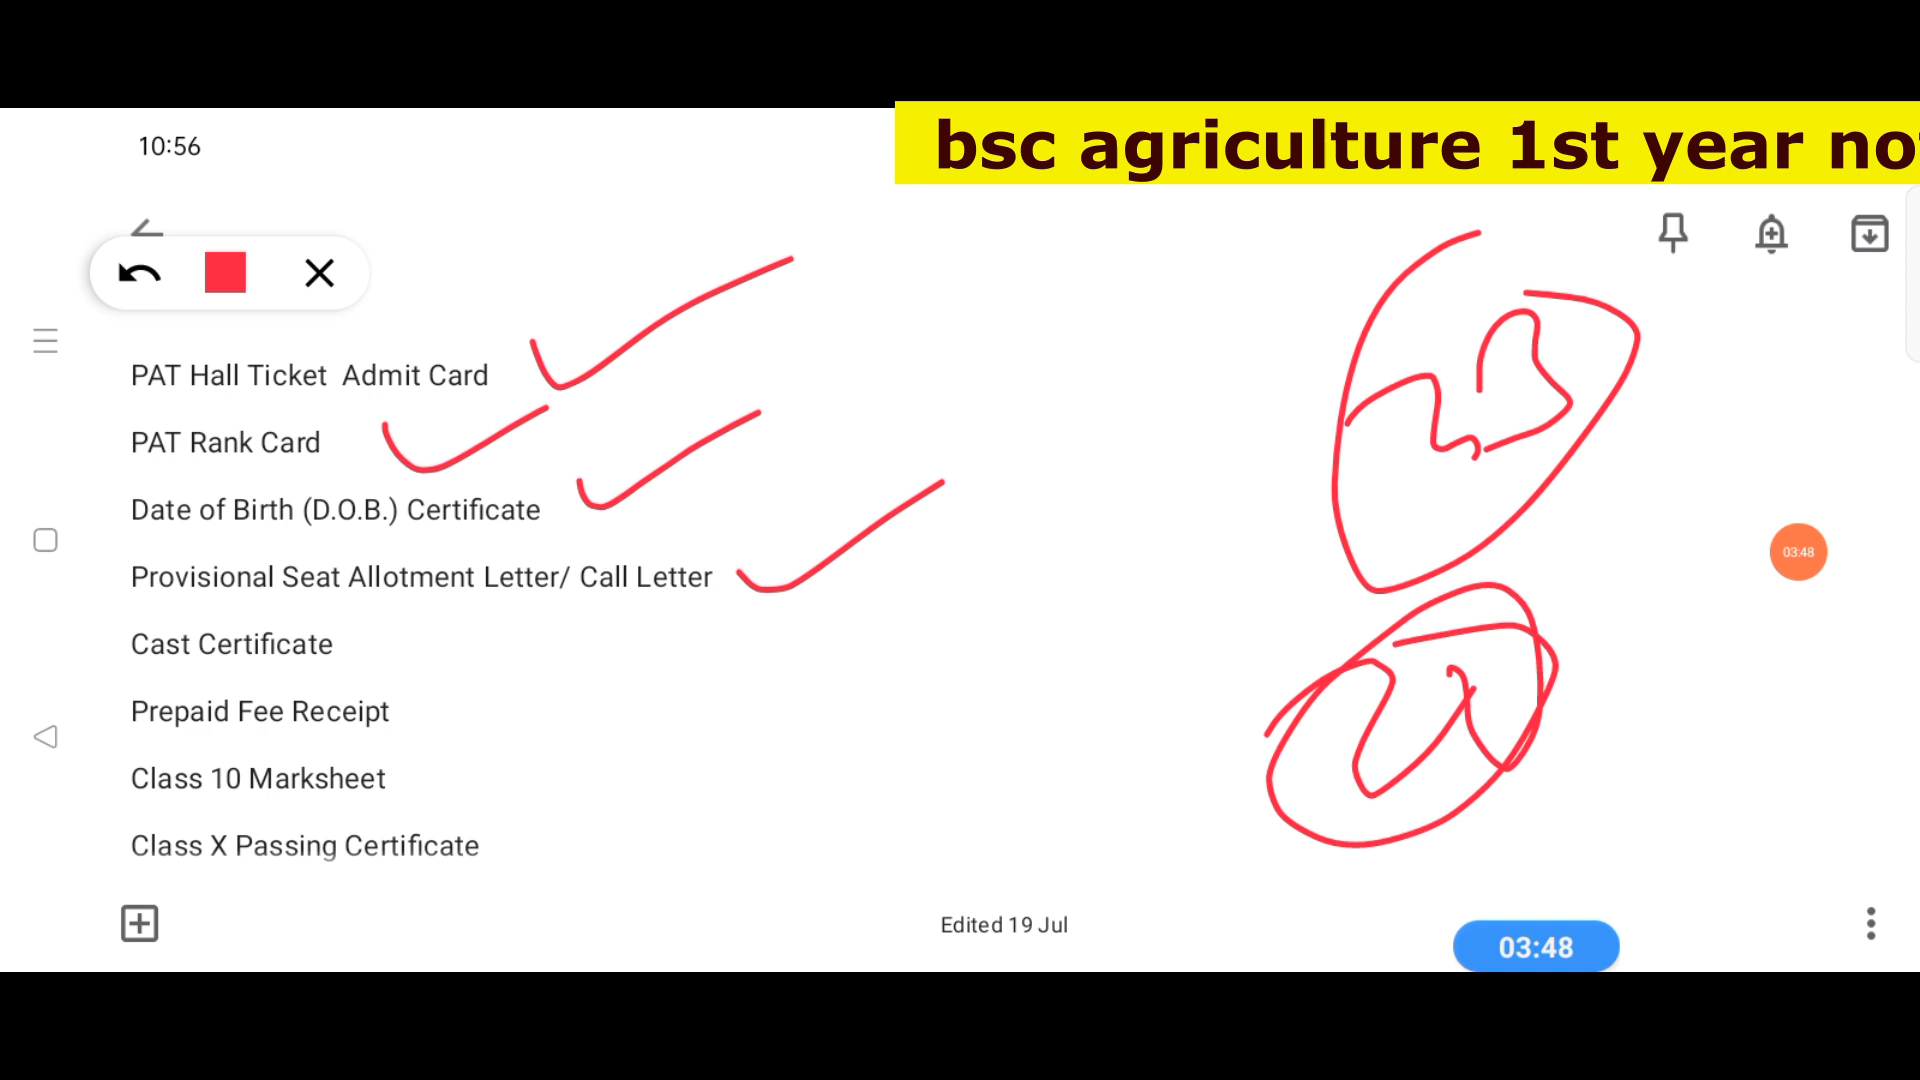 10:56
bsc agriculture 1st year no
PAT Hall Ticket Admit Card
PAT Rank Card
Date of Birth (D.O.B.) Certificate
Provisional Seat Allotment Letter/ Call Letter
03:48
Cast Certificate
Prepaid Fee Receipt
Class 10 Marksheet
Class X Passing Certificate
Edited 19 Jul
03:48